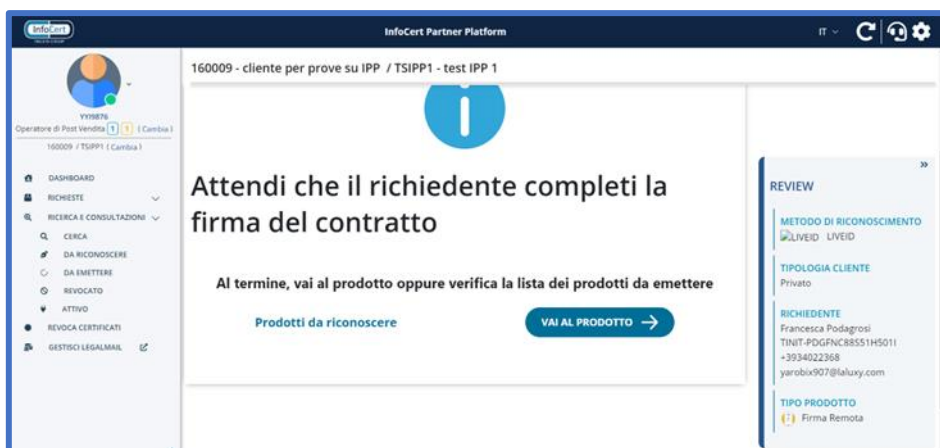 InfoCert
InfoCert Partner Platform
IT
160009 - cliente per prove su IPP / TSIPP1 - test IPP 1
YYI9876
Operatore di Post Vendita 1 1 ( Cambia )
160009 / TSIPP1 ( Cambia )
DASHBOARD
RICHIESTE
RICERCA E CONSULTAZIONI
CERCA
DA RICONOSCERE
DA EMETTERE
REVOCATO
ATTIVO
REVOCA CERTIFICATI
GESTISCI LEGALMAIL
Attendi che il richiedente completi la
firma del contratto
Al termine, vai al prodotto oppure verifica la lista dei prodotti da emettere
Prodotti da riconoscere
VAI AL PRODOTTO →
»
REVIEW
METODO DI RICONOSCIMENTO
LIVEID LIVEID
TIPOLOGIA CLIENTE
Privato
RICHIEDENTE
Francesca Podagrosi
TINIT-PDGFNC88S51H501I
+3934022368
yarobix907@laluxy.com
TIPO PRODOTTO
Firma Remota